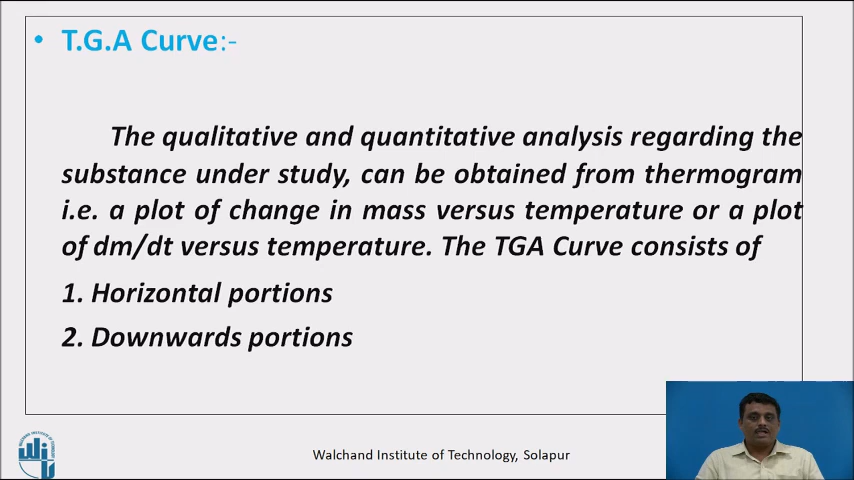 • T.G.A Curve:-
The qualitative and quantitative analysis regarding the
substance under study, can be obtained from thermogram
i.e. a plot of change in mass versus temperature or a plot
of dm/dt versus temperature. The TGA Curve consists of
1. Horizontal portions
2. Downwards portions
Walchand Institute of Technology, Solapur